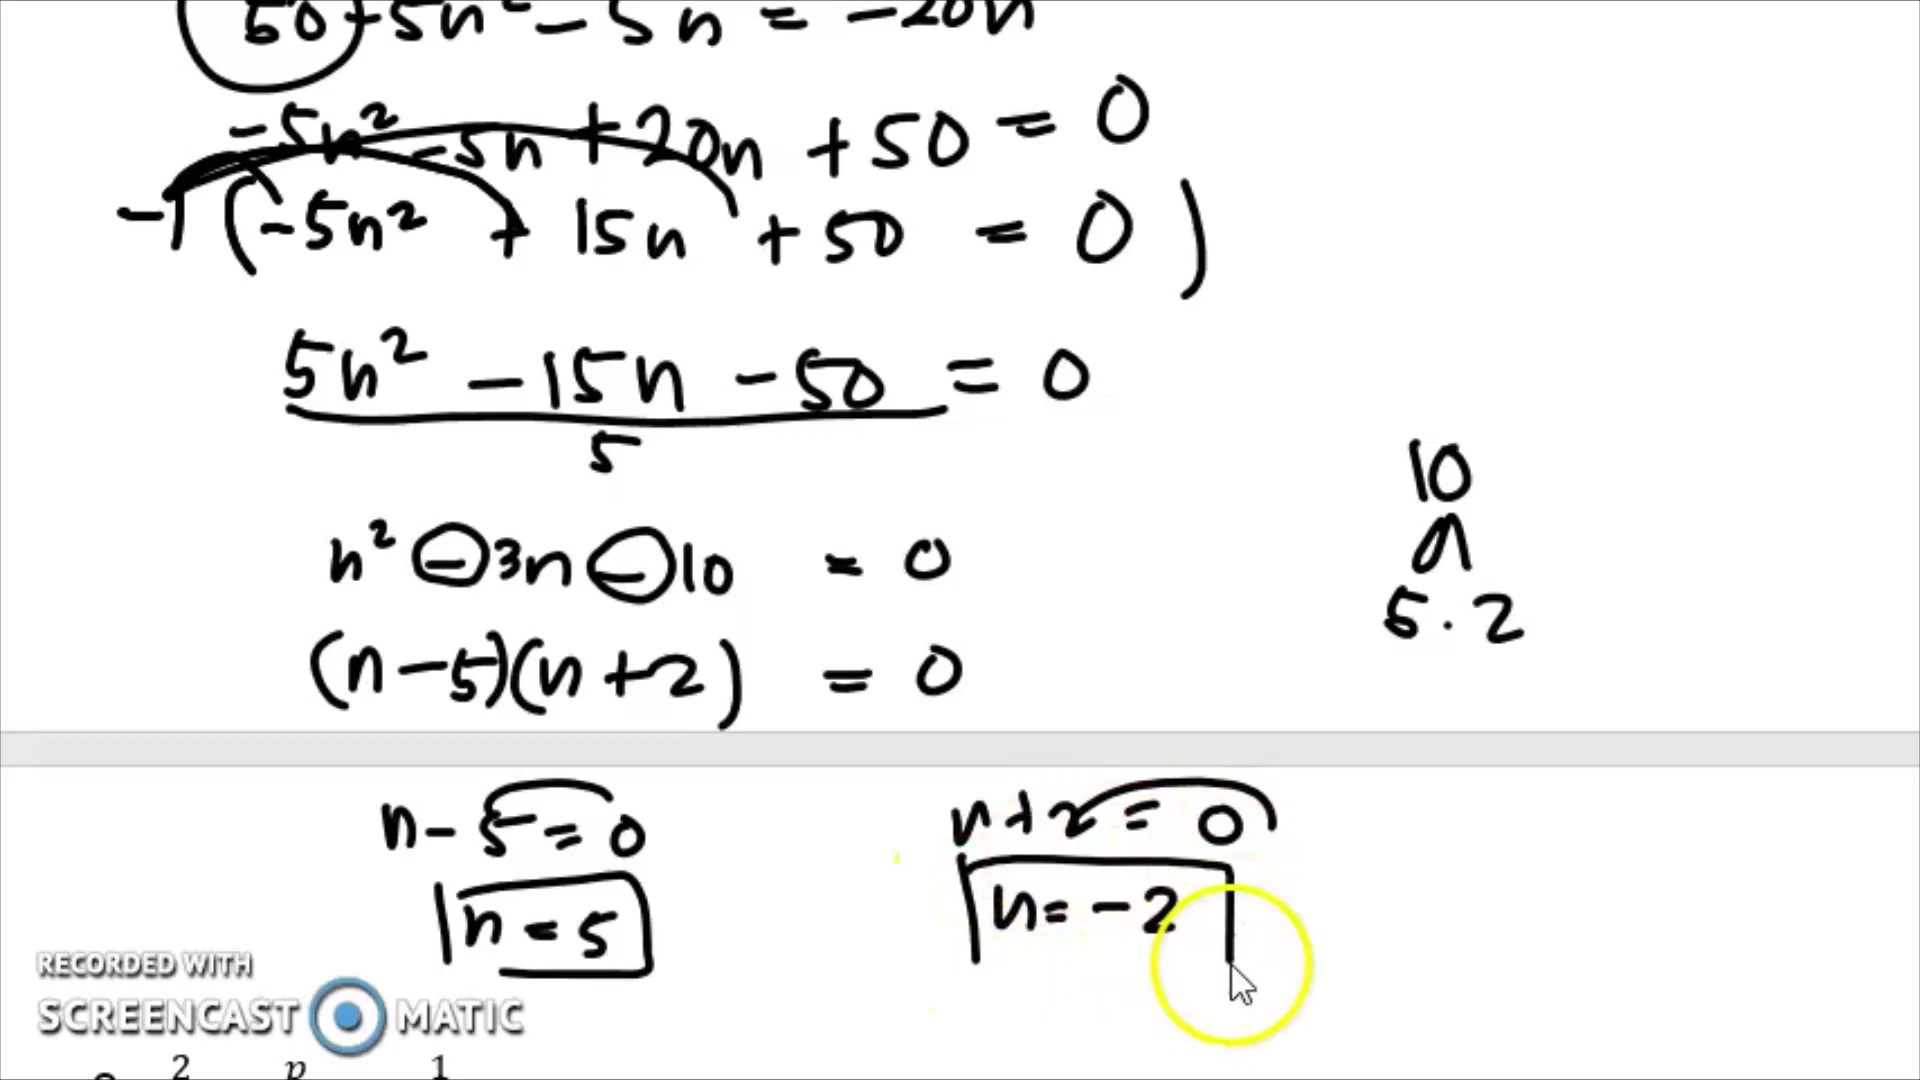 50 + 5n² - 5n = -20n
-5n² - 5n + 20n + 50 = 0
-1 (-5n² + 15n + 50 = 0)
5n² - 15n - 50 = 0
5
n² - 3n - 10 = 0
10
5 . 2
(n - 5)(n + 2) = 0
n - 5 = 0
n + 2 = 0
n = 5
n = -2
RECORDED WITH
SCREENCAST MATIC
2 p 1